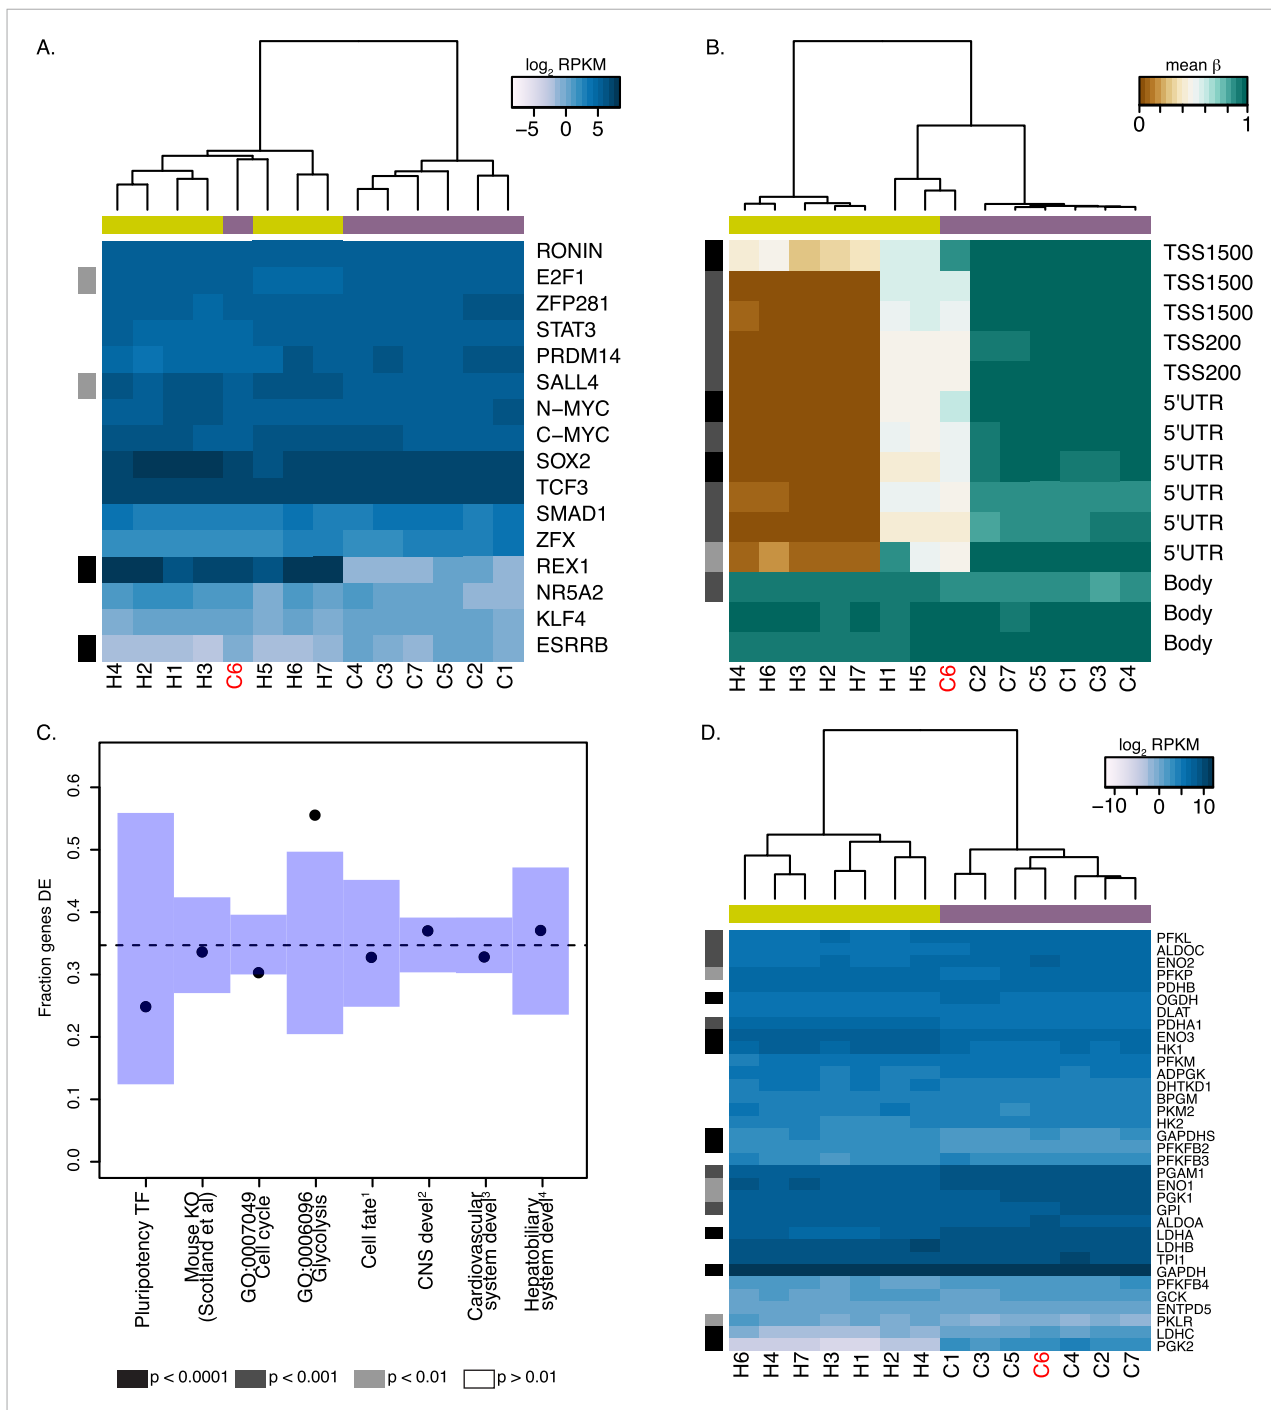 A.
log2 RPKM
−5 0 5
RONIN
E2F1
ZFP281
STAT3
PRDM14
SALL4
N−MYC
C−MYC
SOX2
TCF3
SMAD1
ZFX
REX1
NR5A2
KLF4
ESRRB
H4 H2 H1 H3 C6 H5 H6 H7 C4 C3 C7 C5 C2 C1
B.
mean β
0 1
TSS1500
TSS1500
TSS1500
TSS200
TSS200
5'UTR
5'UTR
5'UTR
5'UTR
5'UTR
5'UTR
Body
Body
Body
H4 H6 H3 H2 H7 H1 H5 C6 C2 C7 C5 C1 C3 C4
C.
Fraction genes DE
0.6
0.5
0.4
0.3
0.2
0.1
0.0
Pluripotency TF
Mouse KO
(Scotland et al)
GO:0007049
Cell cycle
GO:0006096
Glycolysis
Cell fate¹
CNS devel²
Cardiovascular
system devel³
Hepatobiliary
system devel⁴
p < 0.0001 p < 0.001 p < 0.01 p > 0.01
D.
log2 RPKM
−10 0 10
PFKL
ALDOC
ENO2
PFKP
PDHB
OGDH
DLAT
PDHA1
ENO3
HK1
PFKM
ADPGK
DHTKD1
BPGM
PKM2
HK2
GAPDHS
PFKFB2
PFKFB3
PGAM1
ENO1
PGK1
GPI
ALDOA
LDHA
LDHB
TPI1
GAPDH
PFKFB4
GCK
ENTPD5
PKLR
LDHC
PGK2
H6 H4 H7 H3 H1 H2 H4 C1 C3 C5 C6 C4 C2 C7